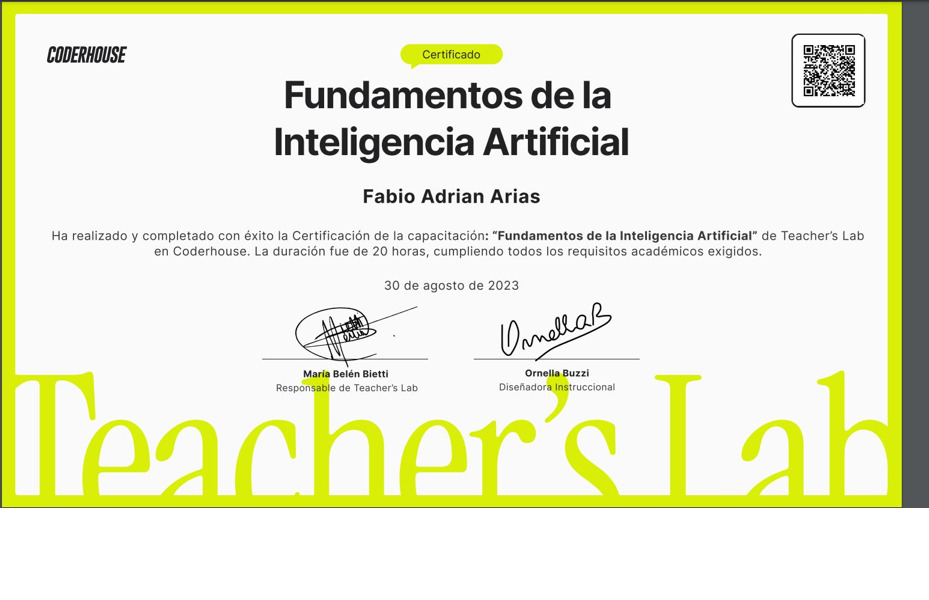 CODERHOUSE
Certificado
Fundamentos de la
Inteligencia Artificial
Fabio Adrian Arias
Ha realizado y completado con éxito la Certificación de la capacitación: “Fundamentos de la Inteligencia Artificial” de Teacher’s Lab
en Coderhouse. La duración fue de 20 horas, cumpliendo todos los requisitos académicos exigidos.
30 de agosto de 2023
Ornella B
María Belén Bietti
Responsable de Teacher’s Lab
Ornella Buzzi
Diseñadora Instruccional
Teacher’s Lab